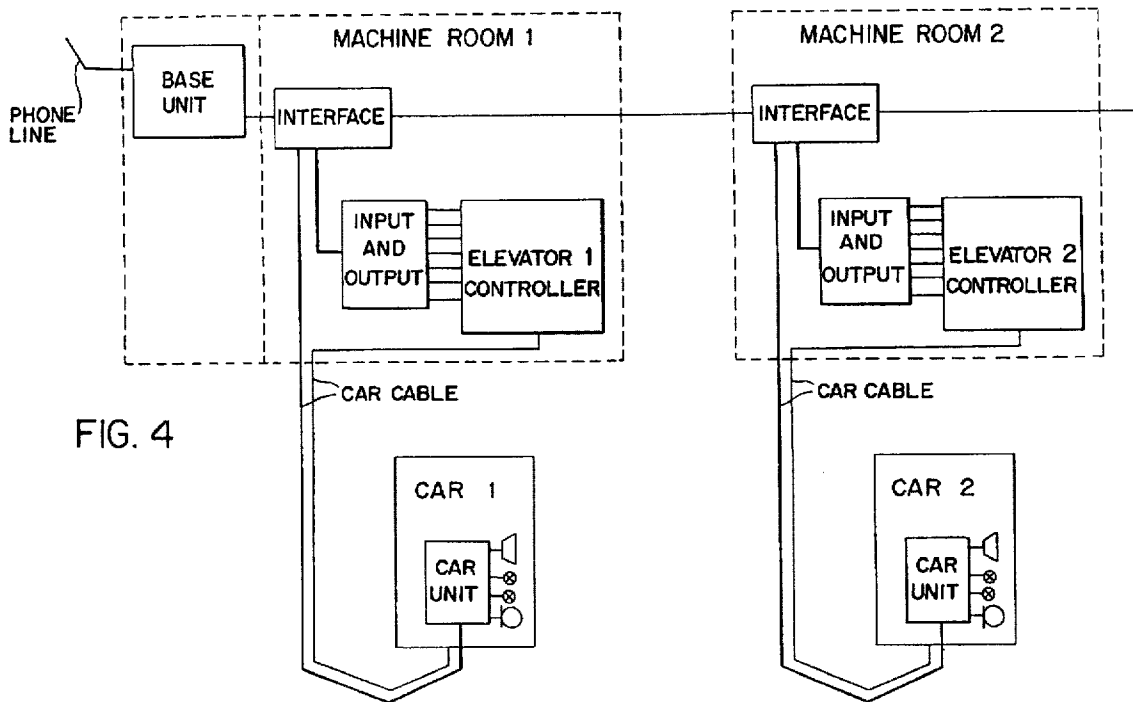 MACHINE ROOM 1
MACHINE ROOM 2
BASE
UNIT
PHONE
LINE
INTERFACE
INTERFACE
INPUT
AND
OUTPUT
ELEVATOR 1
CONTROLLER
INPUT
AND
OUTPUT
ELEVATOR 2
CONTROLLER
CAR CABLE
CAR CABLE
FIG. 4
CAR 1
CAR
UNIT
CAR 2
CAR
UNIT